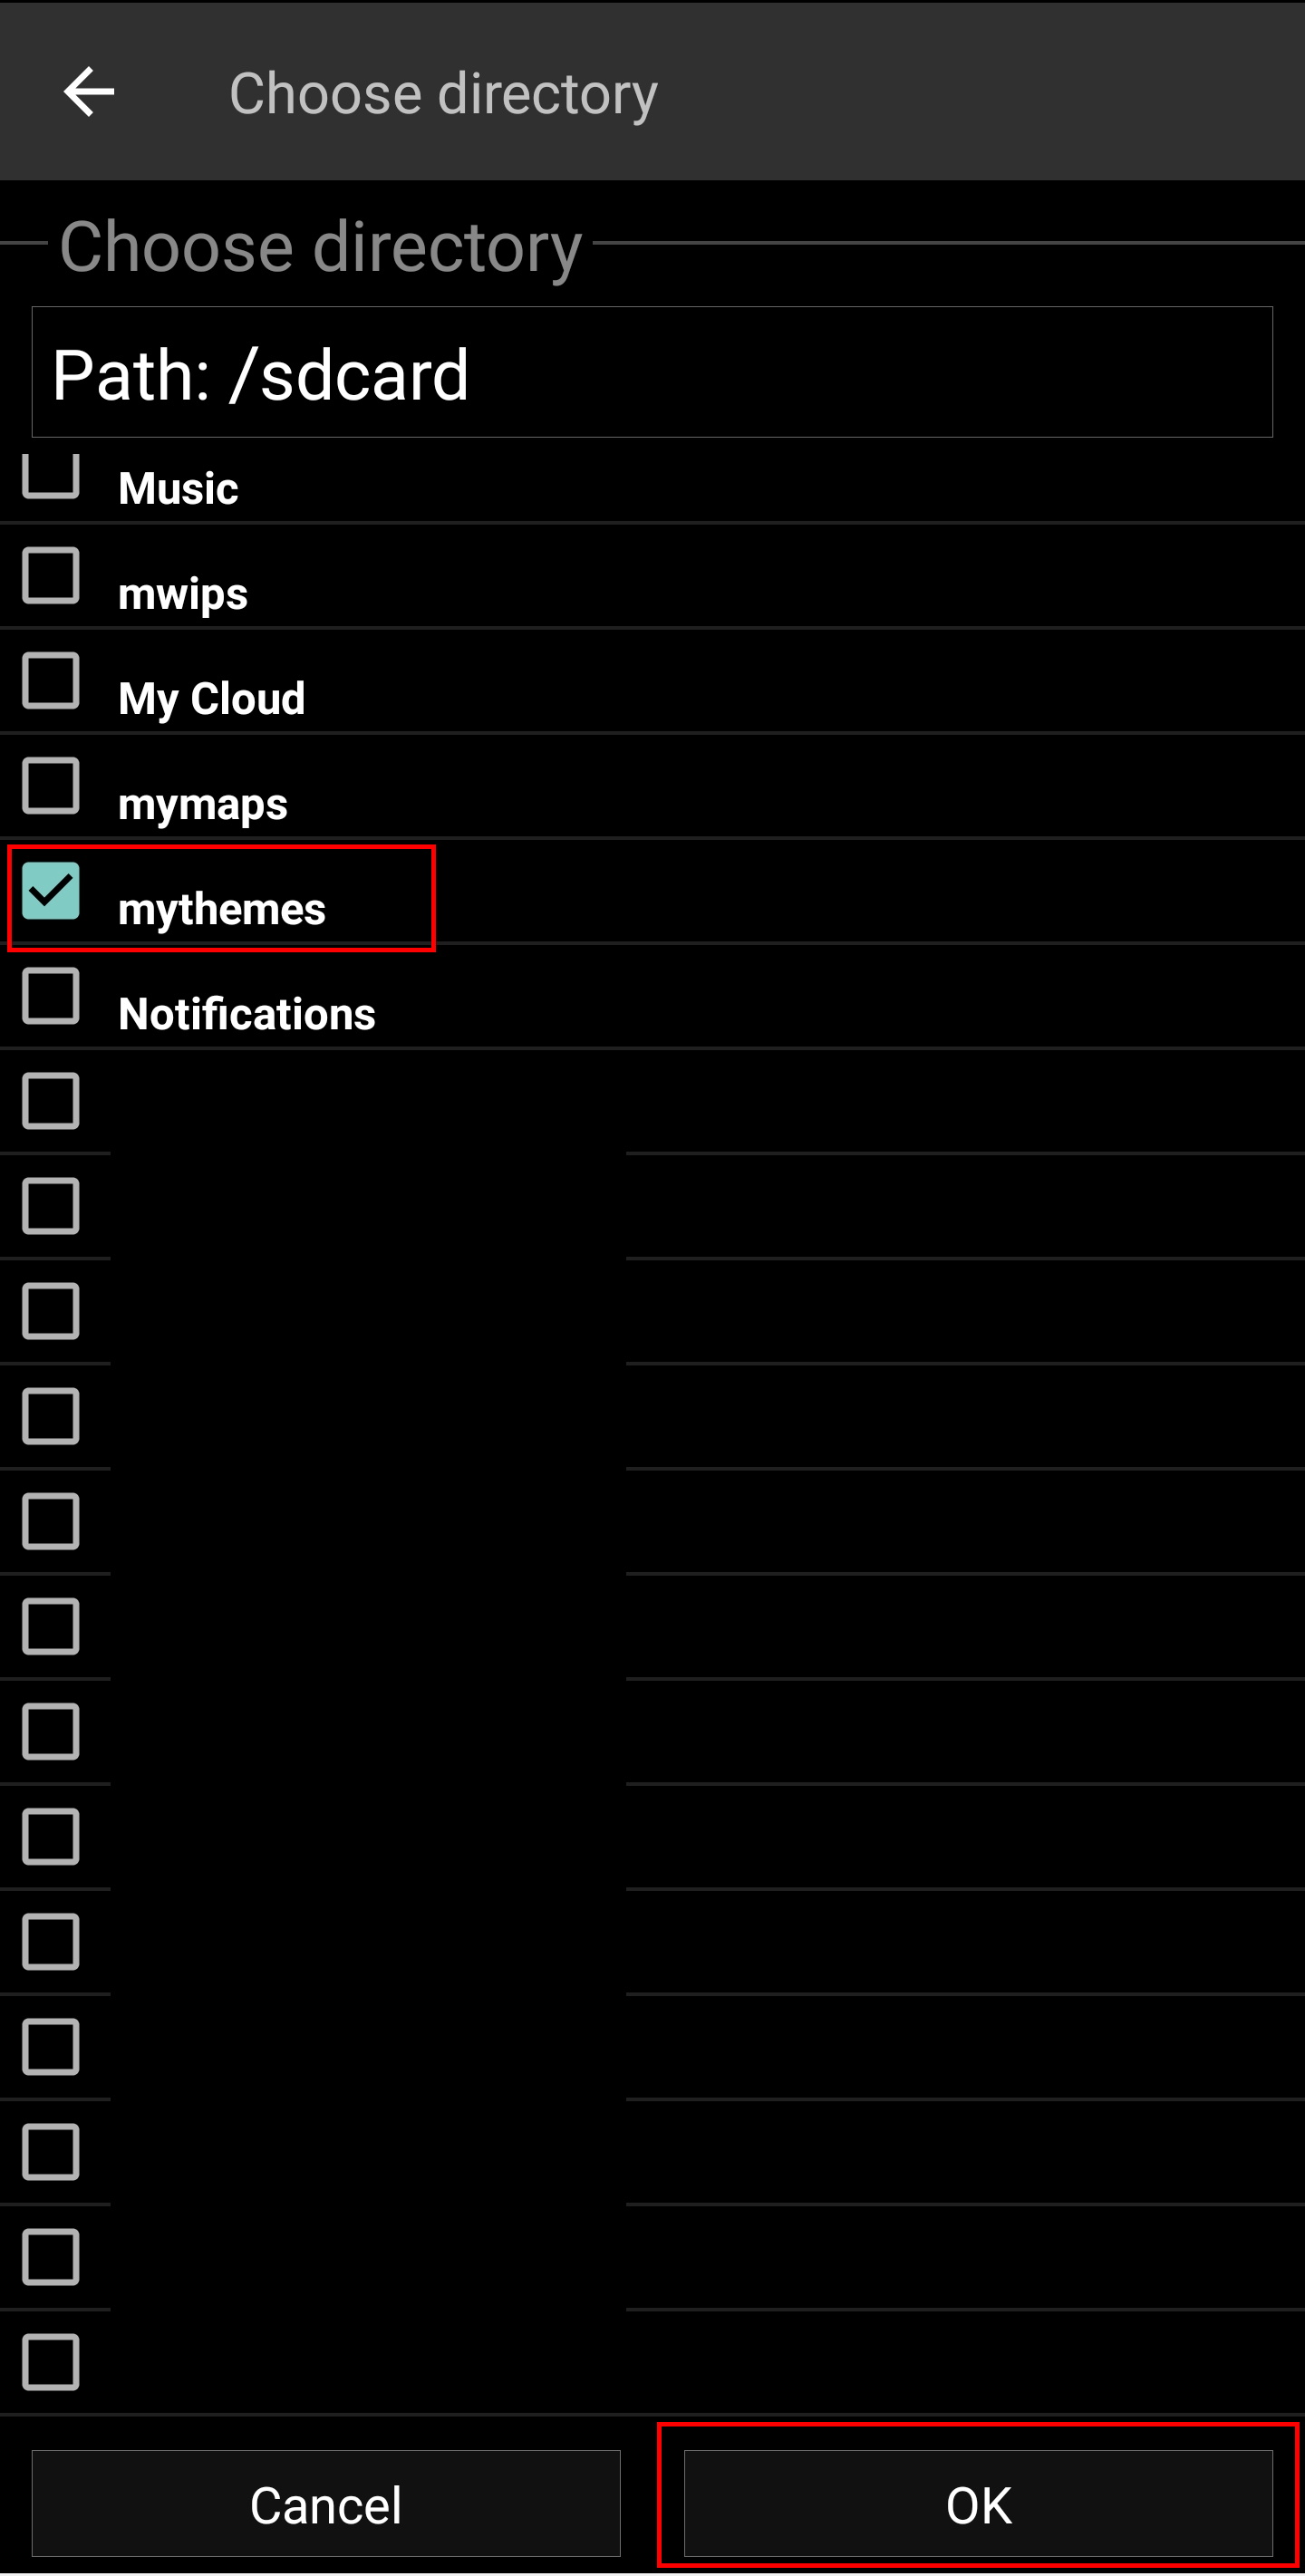 Choose directory
Choose directory
Path: /sdcard
Music
mwips
My Cloud
mymaps
mythemes
Notifications
Cancel
OK